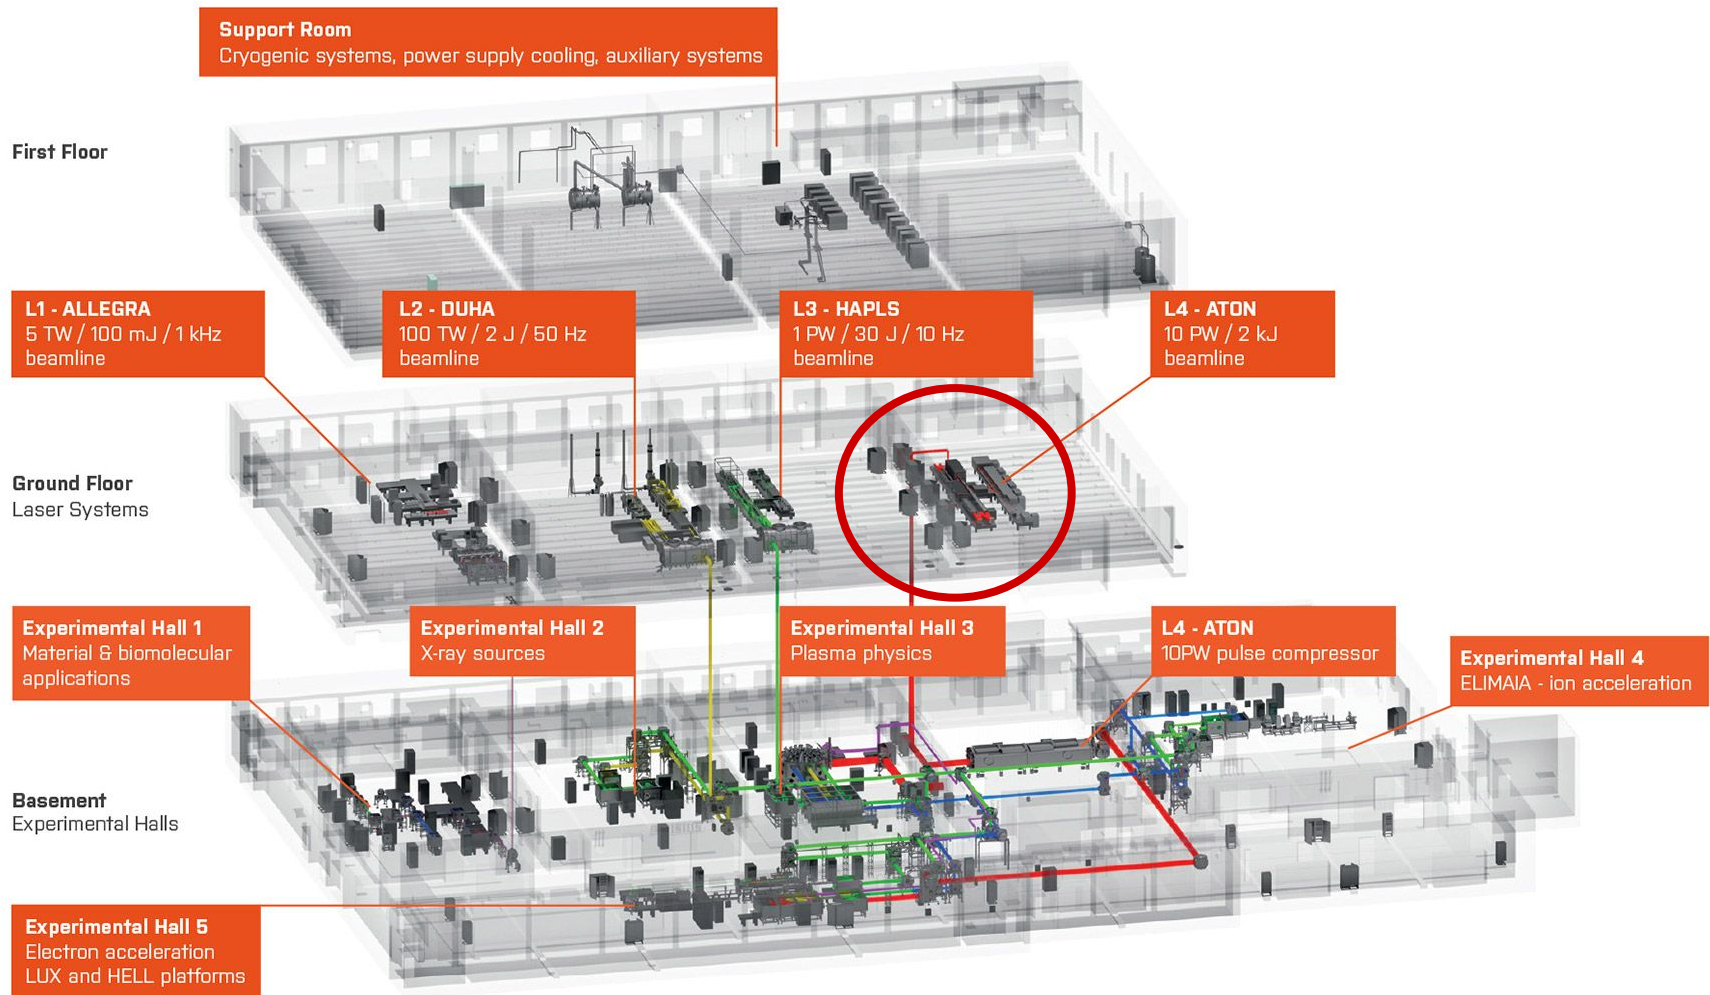 Support Room
Cryogenic systems, power supply cooling, auxiliary systems
First Floor
L1 - ALLEGRA
5 TW / 100 mJ / 1 kHz
beamline
L2 - DUHA
100 TW / 2 J / 50 Hz
beamline
L3 - HAPLS
1 PW / 30 J / 10 Hz
beamline
L4 - ATON
10 PW / 2 kJ
beamline
Ground Floor
Laser Systems
Experimental Hall 1
Material & biomolecular
applications
Experimental Hall 2
X-ray sources
Experimental Hall 3
Plasma physics
L4 - ATON
10PW pulse compressor
Experimental Hall 4
ELIMAIA - ion acceleration
Basement
Experimental Halls
Experimental Hall 5
Electron acceleration
LUX and HELL platforms